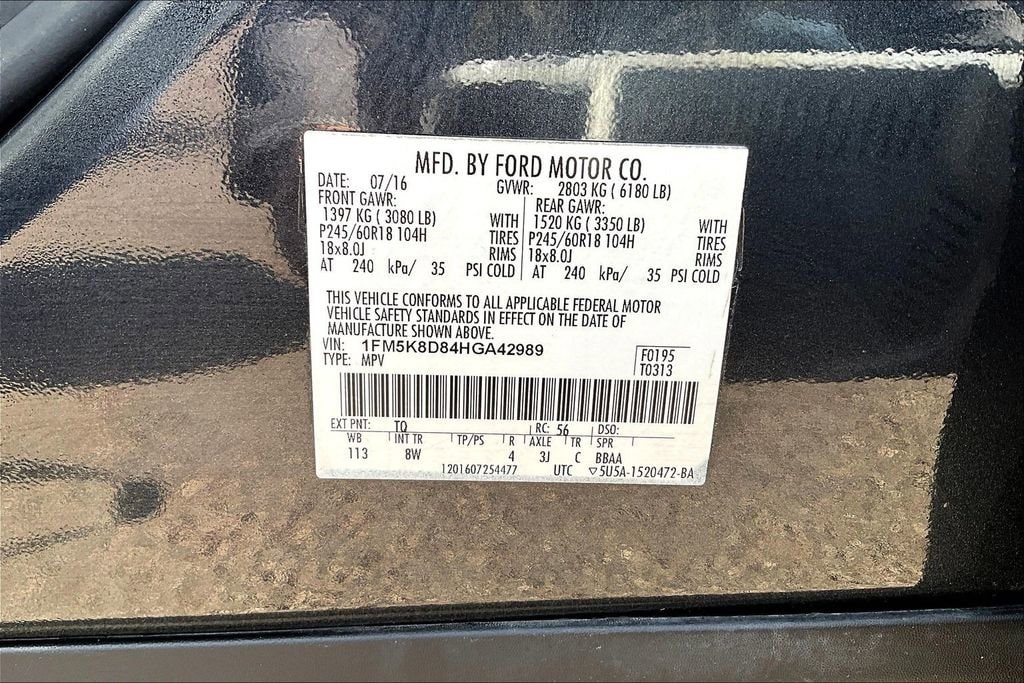 MFD. BY FORD MOTOR CO.
DATE: 07/16 GVWR: 2803 KG ( 6180 LB)
FRONT GAWR: REAR GAWR:
1397 KG ( 3080 LB) WITH 1520 KG ( 3350 LB) WITH
P245/60R18 104H TIRES P245/60R18 104H TIRES
18x8.0J RIMS 18x8.0J RIMS
AT 240 kPa/ 35 PSI COLD AT 240 kPa/ 35 PSI COLD
THIS VEHICLE CONFORMS TO ALL APPLICABLE FEDERAL MOTOR
VEHICLE SAFETY STANDARDS IN EFFECT ON THE DATE OF
MANUFACTURE SHOWN ABOVE.
VIN: 1FM5K8D84HGA42989 F0195
TYPE: MPV T0313
EXT PNT: TQ RC: 56 DSO:
WB INT TR TP/PS R AXLE TR SPR
113 8W 4 3J C BBAA
1201607254477 UTC ▽5U5A-1520472-BA